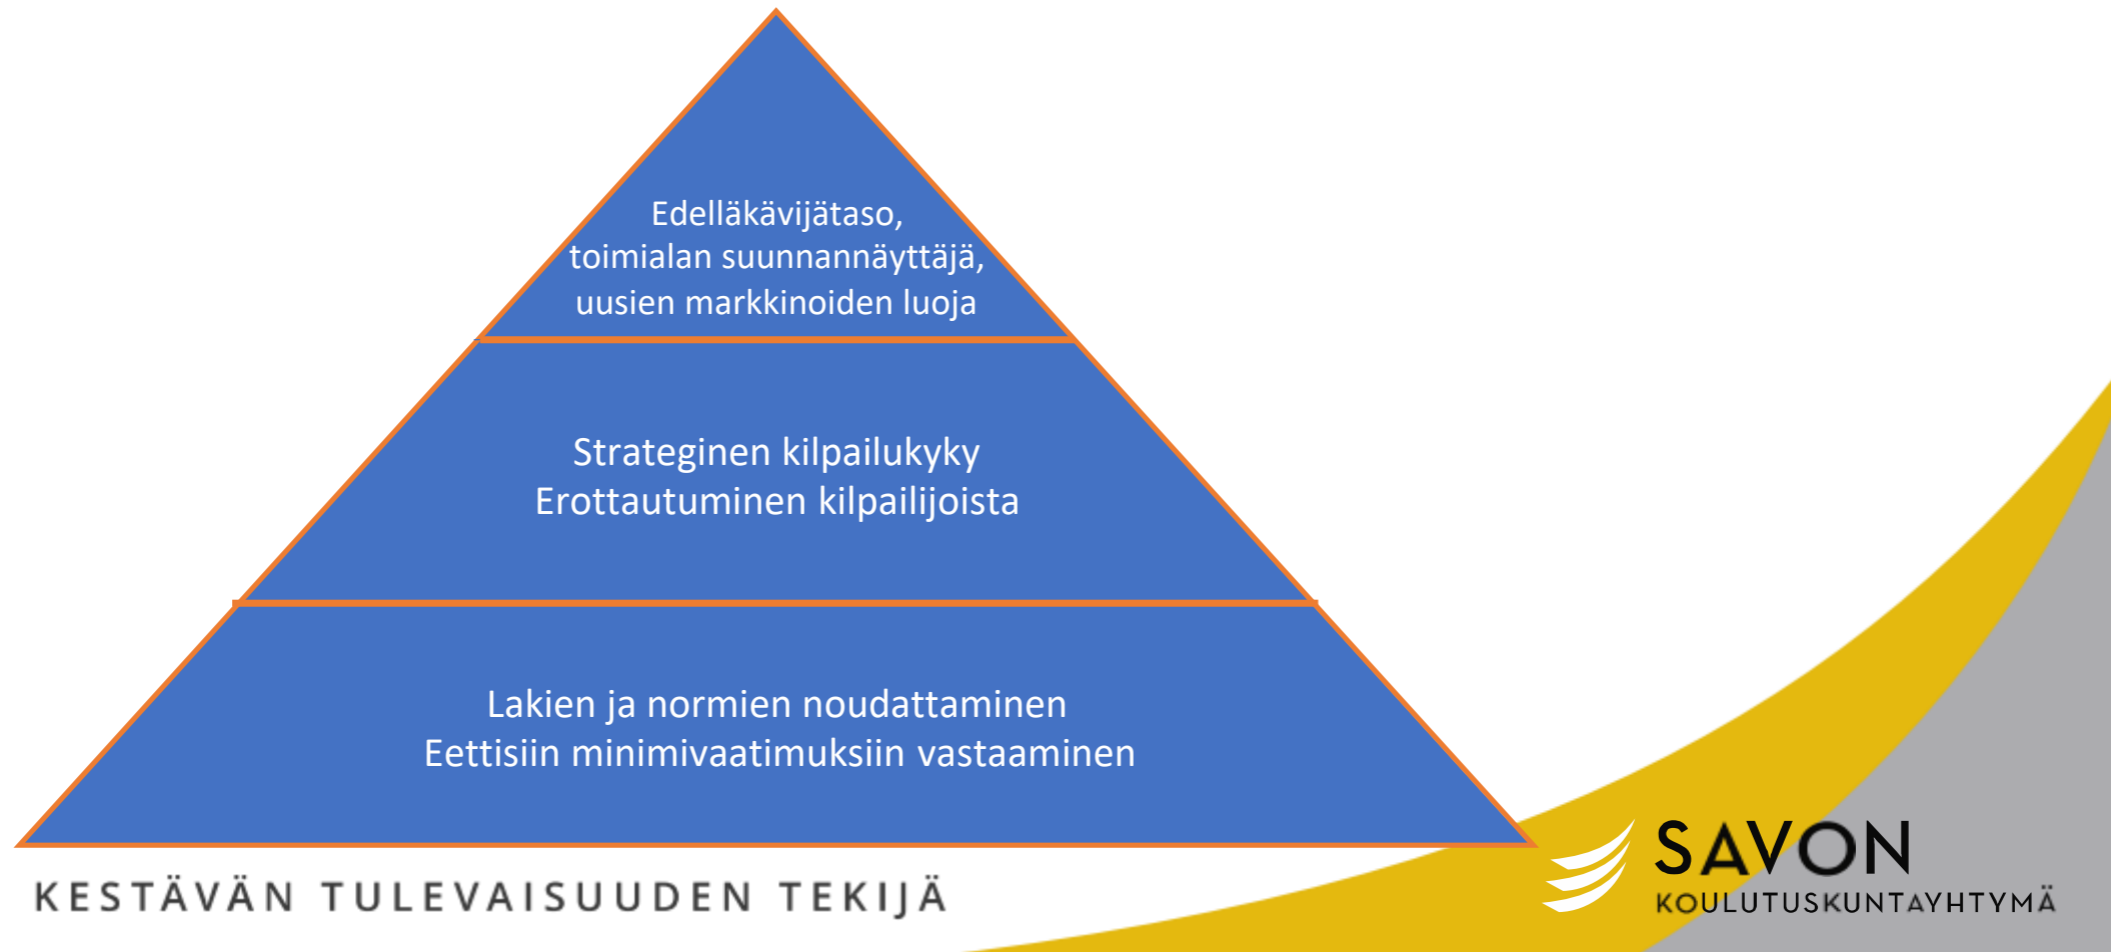 Edelläkävijätaso,
toimialan suunnannäyttäjä,
uusien markkinoiden luoja
Strateginen kilpailukyky
Erottautuminen kilpailijoista
Lakien ja normien noudattaminen
Eettisiin minimivaatimuksiin vastaaminen
KESTÄVÄN TULEVAISUUDEN TEKIJÄ
SAVON
KOULUTUSKUNTAYHTYMÄ